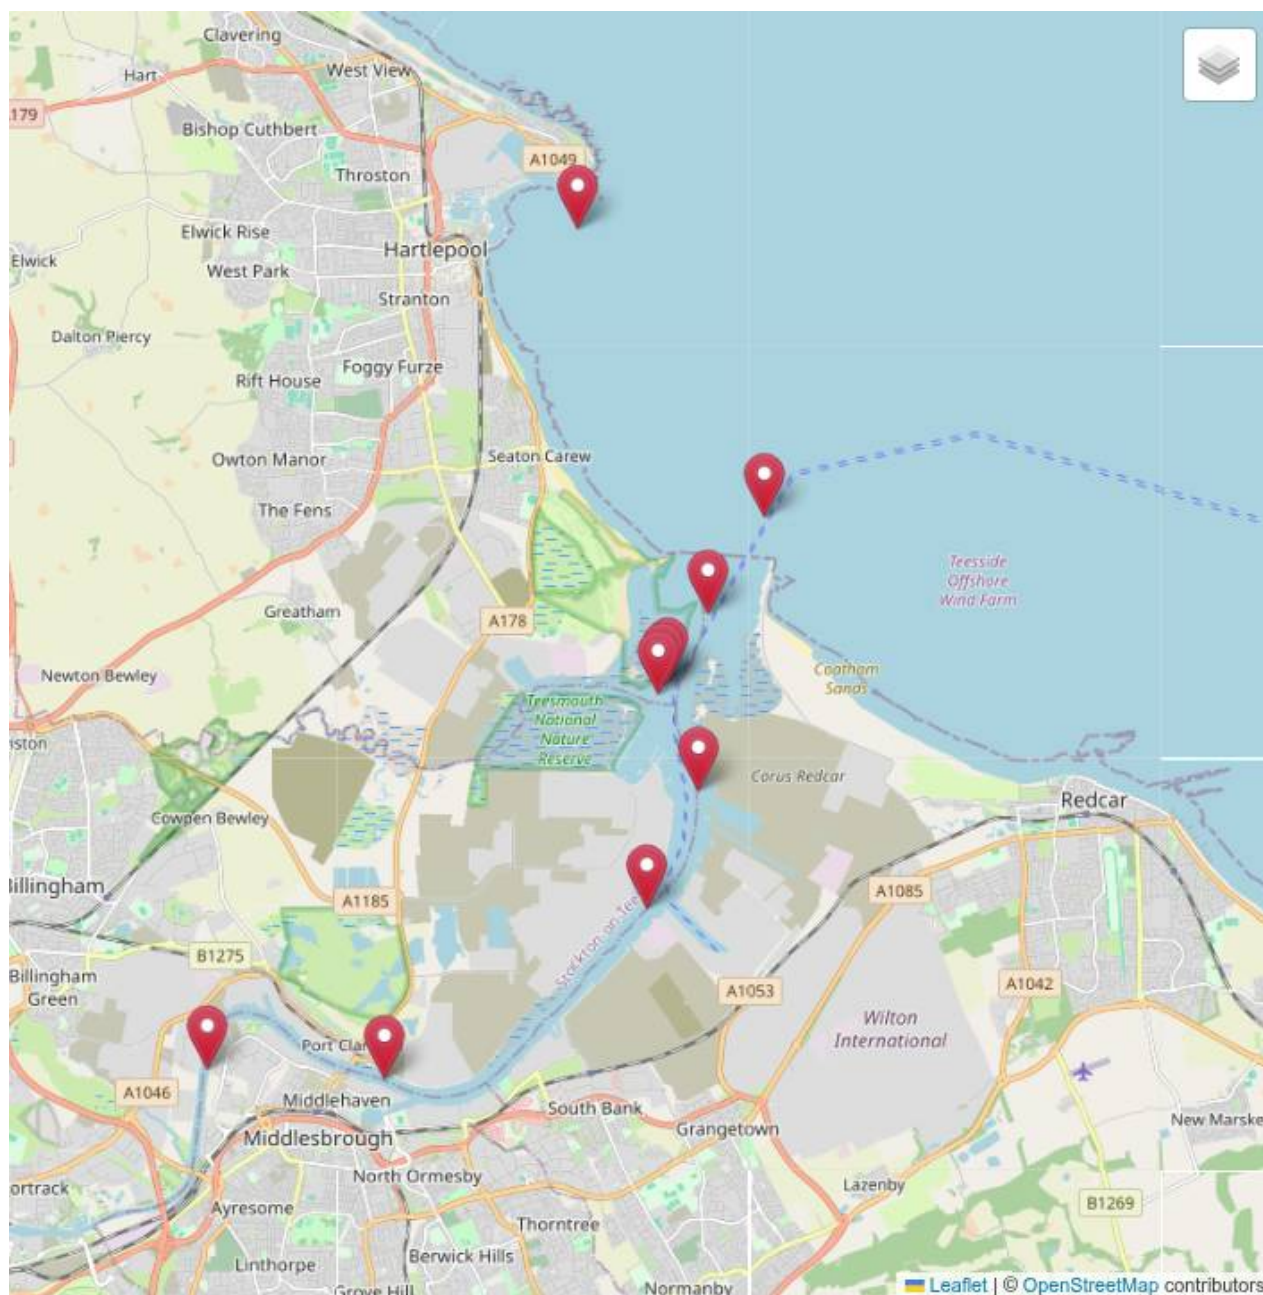 Clavering
West View
Hart
179
Bishop Cuthbert
A1049
Throston
Elwick Rise
Hartlepool
Elwick
West Park
Stranton
Dalton Piercy
Foggy Furze
Rift House
Seaton Carew
Owton Manor
The Fens
Teesside
Offshore
Wind Farm
Greatham
A178
Coatham
Sands
Newton Bewley
Teesmouth
National
Nature
Reserve
Corus Redcar
Redcar
Cowpen Bewley
Billingham
A1185
A1085
Stockton-on-Tee
B1275
Billingham
Green
A1053
A1042
Wilton
International
Port Clar
A1046
Middlehaven
South Bank
New Marske
Middlesbrough
Grangetown
North Ormesby
ortrack
Lazenby
Ayresome
B1269
Thorntree
Linthorpe
Berwick Hills
Grove Hill
Normanby
Leaflet | © OpenStreetMap contributors